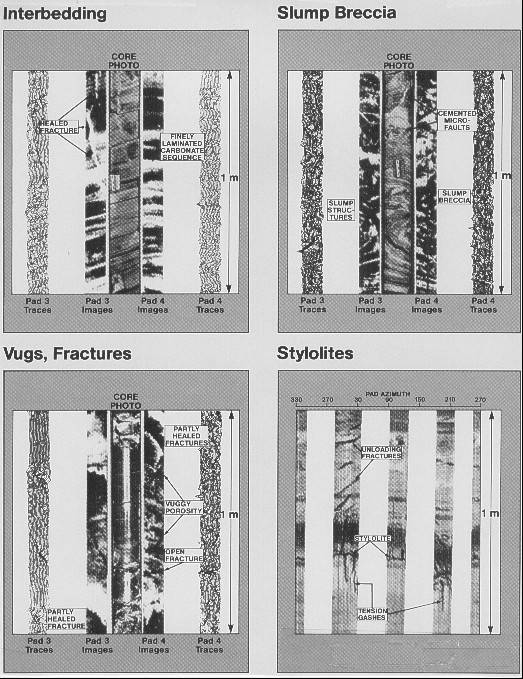 Interbedding
CORE
PHOTO
HEALED
FRACTURE
FINELY
LAMINATED
CARBONATE
SEQUENCE
1 m
Pad 3
Traces
Pad 3
Images
Pad 4
Images
Pad 4
Traces
Slump Breccia
CORE
PHOTO
CEMENTED
MICRO-
FAULTS
1 m
SLUMP
BRECCIA
SLUMP
STRUC-
TURES
Pad 3
Traces
Pad 3
Images
Pad 4
Images
Pad 4
Traces
Vugs, Fractures
CORE
PHOTO
PARTLY
HEALED
FRACTURES
VUGGY
POROSITY
1 m
OPEN
FRACTURE
PARTLY
HEALED
FRACTURE
Pad 3
Traces
Pad 3
Images
Pad 4
Images
Pad 4
Traces
Stylolites
PAD AZIMUTH
330 270 30 90 150 210 270
UNLOADING
FRACTURES
1 m
STYLOLITE
TENSION
GASHES